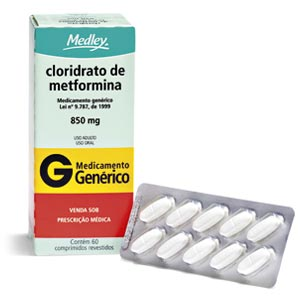 Medley.
cloridrato de
metformina
Medicamento genérico
Lei nº 9.787, de 1999
850 mg
USO ADULTO
USO ORAL
G Medicamento
Genérico
VENDA SOB
PRESCRIÇÃO MÉDICA
Contém 60
comprimidos revestidos